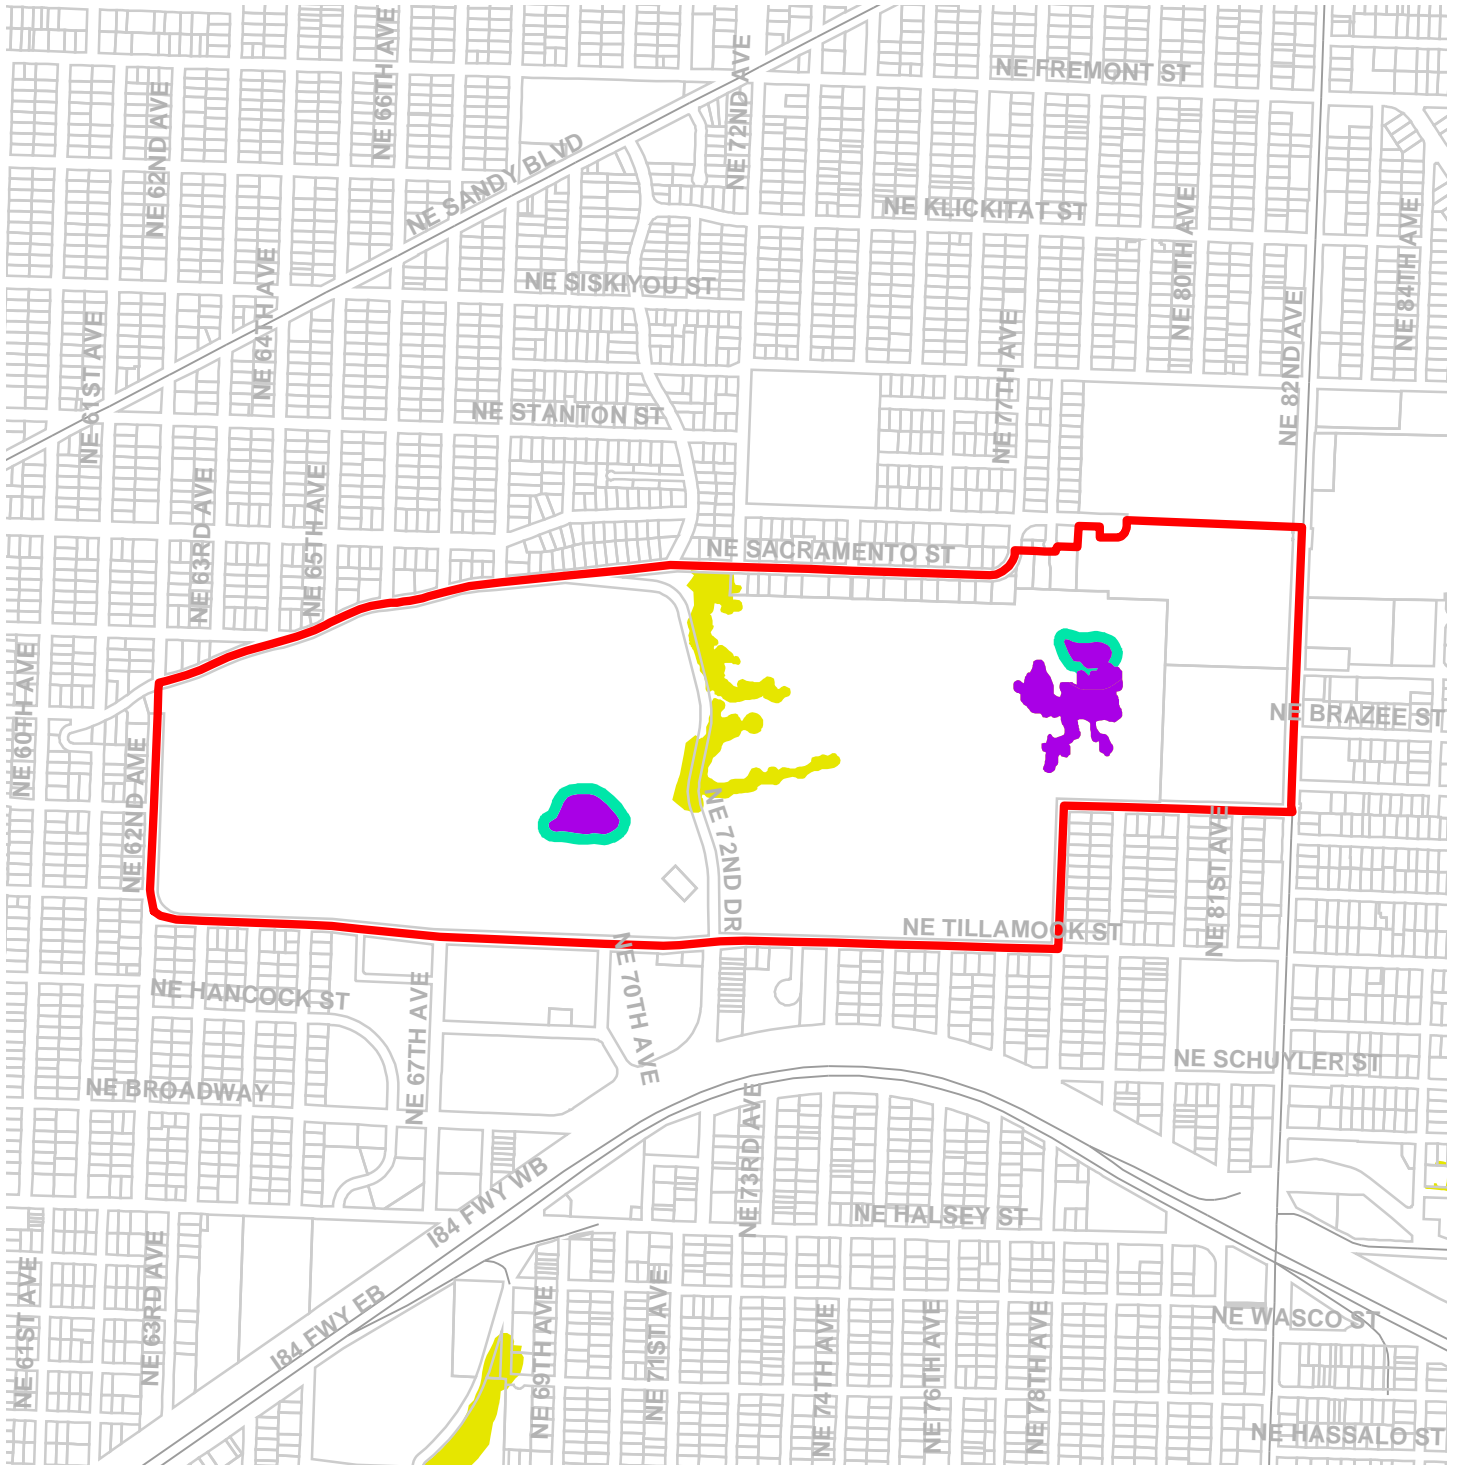 NE FREMONT ST
NE 66TH AVE
NE 72ND AVE
NE 62ND AVE
NE SANDY BLVD
NE KLICKITAT ST
NE 80TH AVE
NE 84TH AVE
NE 64TH AVE
NE SISKIYOU ST
NE 61ST AVE
NE 77TH AVE
NE 82ND AVE
NE STANTON ST
NE 63RD AVE
NE 65TH AVE
NE SACRAMENTO ST
NE 60TH AVE
NE BRAZEE ST
NE 62ND AVE
NE 72ND DR
NE 81ST AVE
NE TILLAMOOK ST
NE HANCOCK ST
NE 67TH AVE
NE 70TH AVE
NE SCHUYLER ST
NE BROADWAY
NE 73RD AVE
I84 FWY WB
NE HALSEY ST
NE 61ST AVE
NE 63RD AVE
I84 FWY EB
NE 69TH AVE
NE 71ST AVE
NE 74TH AVE
NE 76TH AVE
NE 78TH AVE
NE WASCO ST
NE HASSALO ST